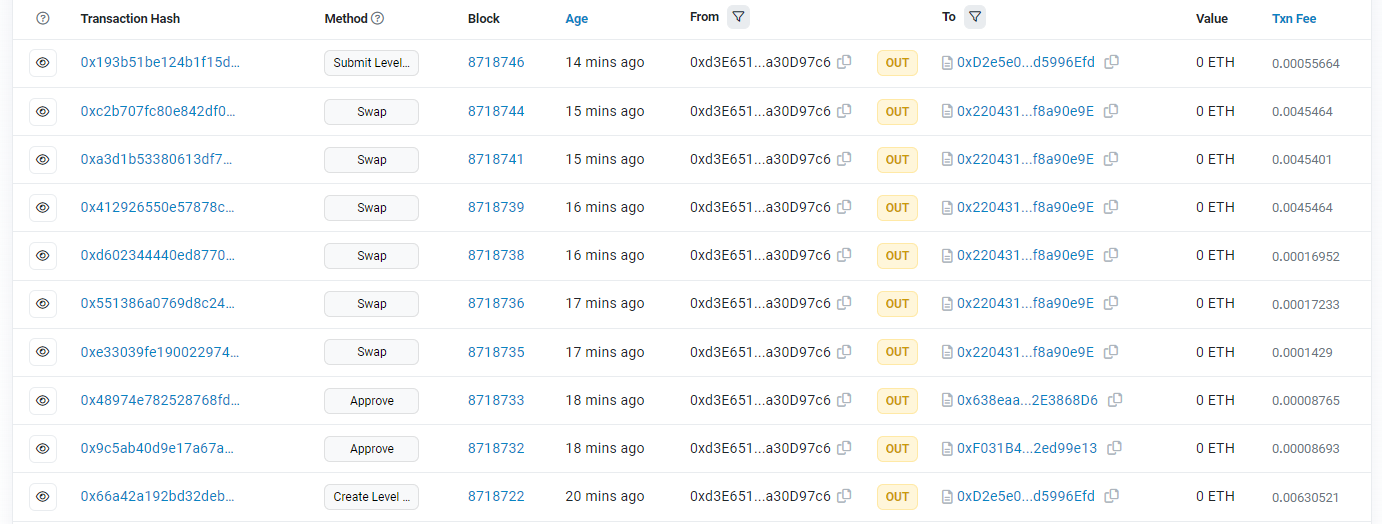 Transaction Hash Method Block Age From To Value Txn Fee
0x193b51be124b1f15d... Submit Level... 8718746 14 mins ago 0xd3E651...a30D97c6 OUT 0xD2e5e0...d5996Efd 0 ETH 0.00055664
0xc2b707fc80e842df0... Swap 8718744 15 mins ago 0xd3E651...a30D97c6 OUT 0x220431...f8a90e9E 0 ETH 0.0045464
0xa3d1b53380613df7... Swap 8718741 15 mins ago 0xd3E651...a30D97c6 OUT 0x220431...f8a90e9E 0 ETH 0.0045401
0x412926550e57878c... Swap 8718739 16 mins ago 0xd3E651...a30D97c6 OUT 0x220431...f8a90e9E 0 ETH 0.0045464
0xd602344440ed8770... Swap 8718738 16 mins ago 0xd3E651...a30D97c6 OUT 0x220431...f8a90e9E 0 ETH 0.00016952
0x551386a0769d8c24... Swap 8718736 17 mins ago 0xd3E651...a30D97c6 OUT 0x220431...f8a90e9E 0 ETH 0.00017233
0xe33039fe190022974... Swap 8718735 17 mins ago 0xd3E651...a30D97c6 OUT 0x220431...f8a90e9E 0 ETH 0.0001429
0x48974e782528768fd... Approve 8718733 18 mins ago 0xd3E651...a30D97c6 OUT 0x638eaa...2E3868D6 0 ETH 0.00008765
0x9c5ab40d9e17a67a... Approve 8718732 18 mins ago 0xd3E651...a30D97c6 OUT 0xF031B4...2ed99e13 0 ETH 0.00008693
0x66a42a192bd32deb... Create Level ... 8718722 20 mins ago 0xd3E651...a30D97c6 OUT 0xD2e5e0...d5996Efd 0 ETH 0.00630521